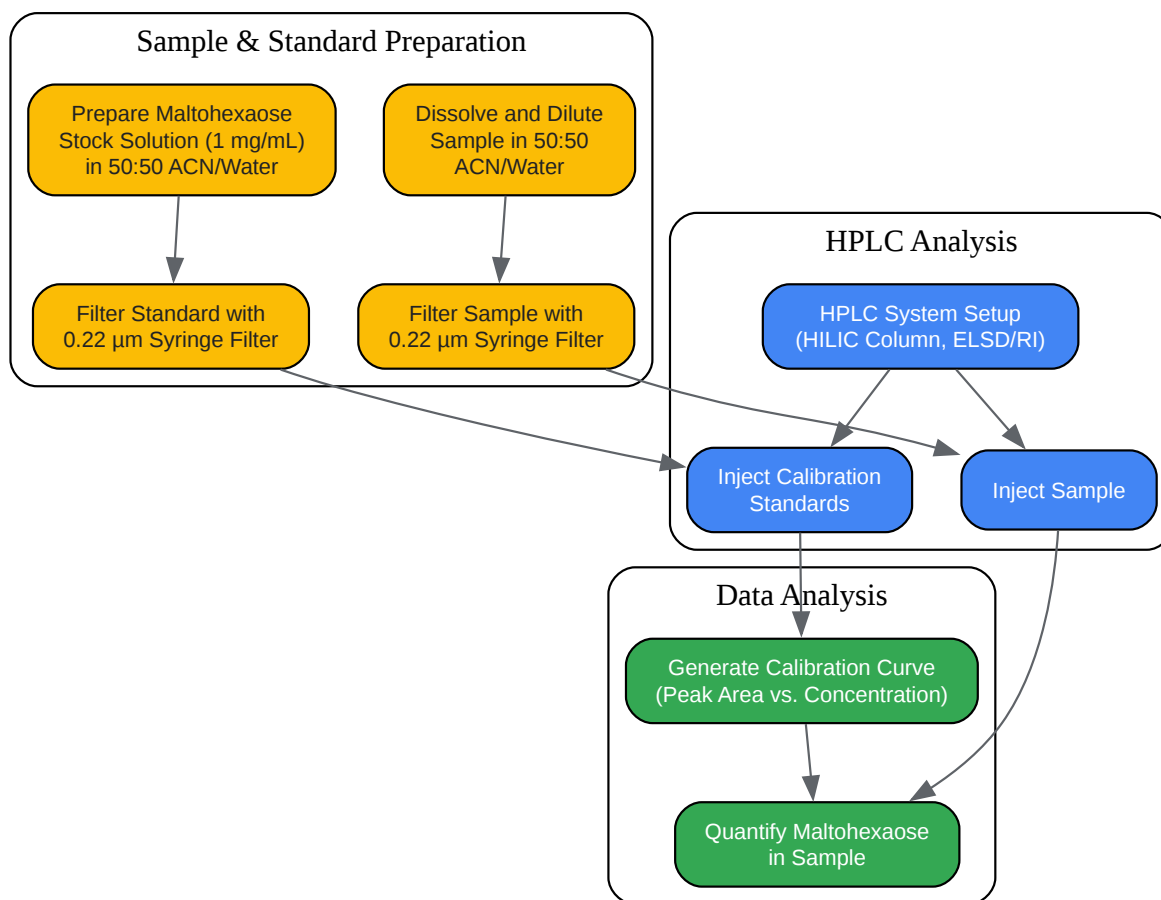 Sample & Standard Preparation
Prepare Maltohexaose
Stock Solution (1 mg/mL)
in 50:50 ACN/Water
Dissolve and Dilute
Sample in 50:50
ACN/Water
Filter Standard with
0.22 µm Syringe Filter
Filter Sample with
0.22 µm Syringe Filter
HPLC Analysis
HPLC System Setup
(HILIC Column, ELSD/RI)
Inject Calibration
Standards
Inject Sample
Data Analysis
Generate Calibration Curve
(Peak Area vs. Concentration)
Quantify Maltohexaose
in Sample